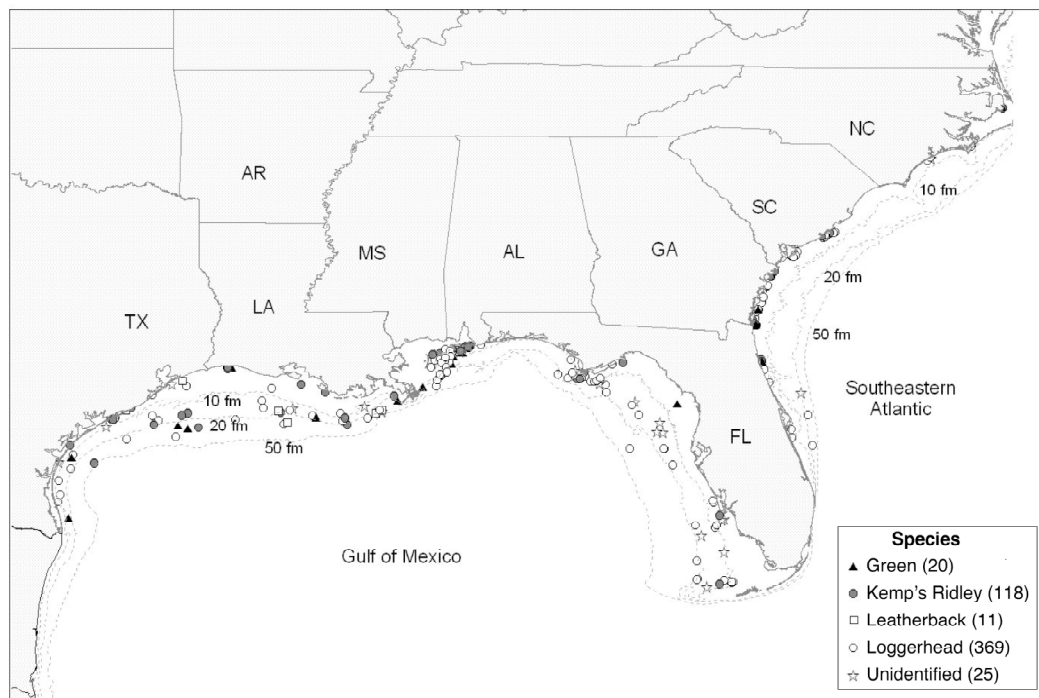 NC
10 fm
AR
SC
MS
AL
GA
20 fm
LA
TX
50 fm
Southeastern
Atlantic
10 fm
20 fm
50 fm
FL
Gulf of Mexico
Species
Green (20)
Kemp's Ridley (118)
Leatherback (11)
Loggerhead (369)
Unidentified (25)